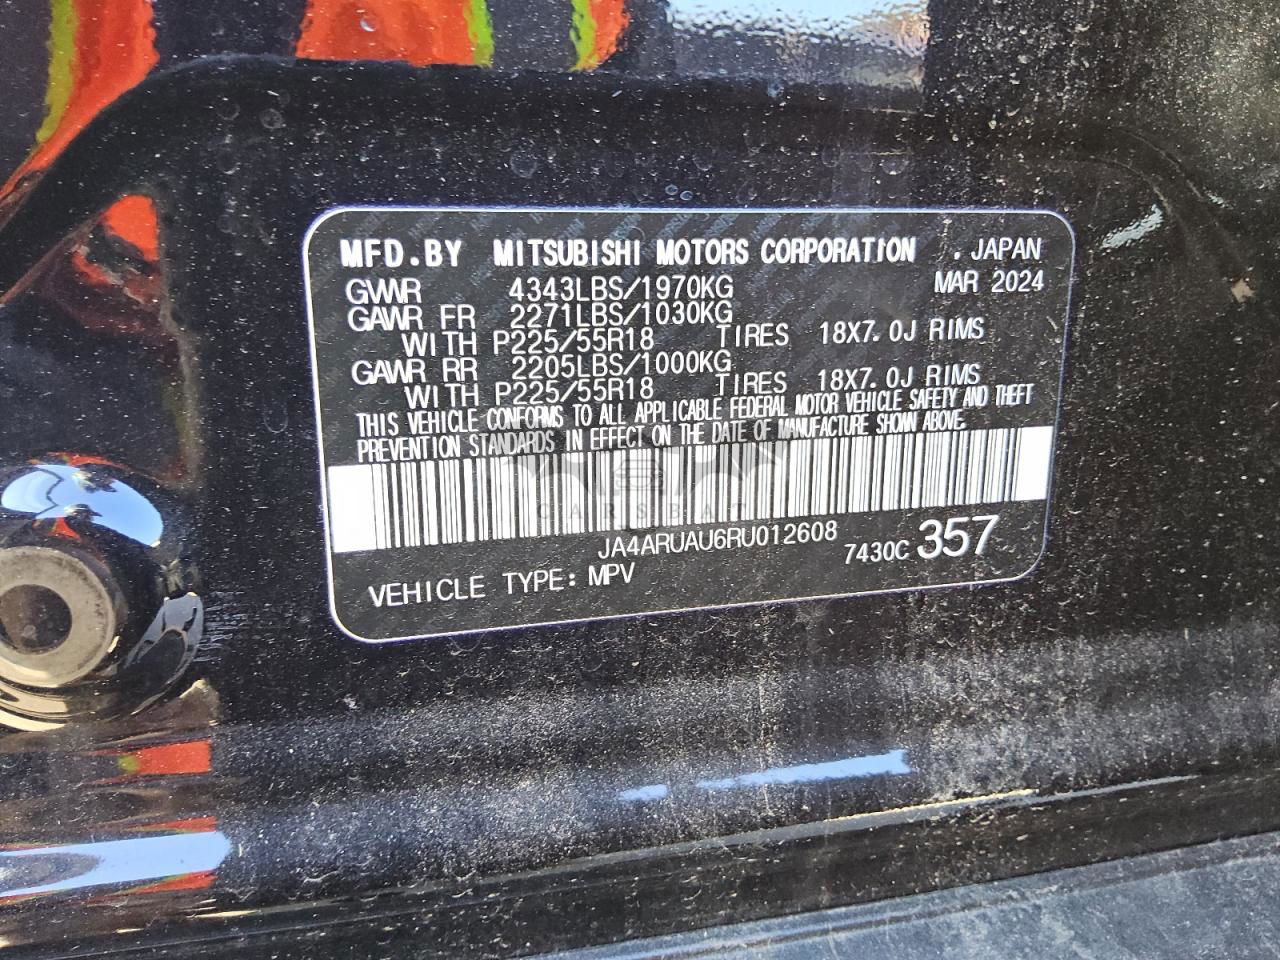 MFD.BY MITSUBISHI MOTORS CORPORATION . JAPAN
GVWR 4343LBS/1970KG MAR 2024
GAWR FR 2271LBS/1030KG
WITH P225/55R18 TIRES 18X7.0J RIMS
GAWR RR 2205LBS/1000KG
WITH P225/55R18 TIRES 18X7.0J RIMS
THIS VEHICLE CONFORMS TO ALL APPLICABLE FEDERAL MOTOR VEHICLE SAFETY AND THEFT
PREVENTION STANDARDS IN EFFECT ON THE DATE OF MANUFACTURE SHOWN ABOVE.
CARSBAT
JA4ARUAU6RU012608 7430C 357
VEHICLE TYPE: MPV